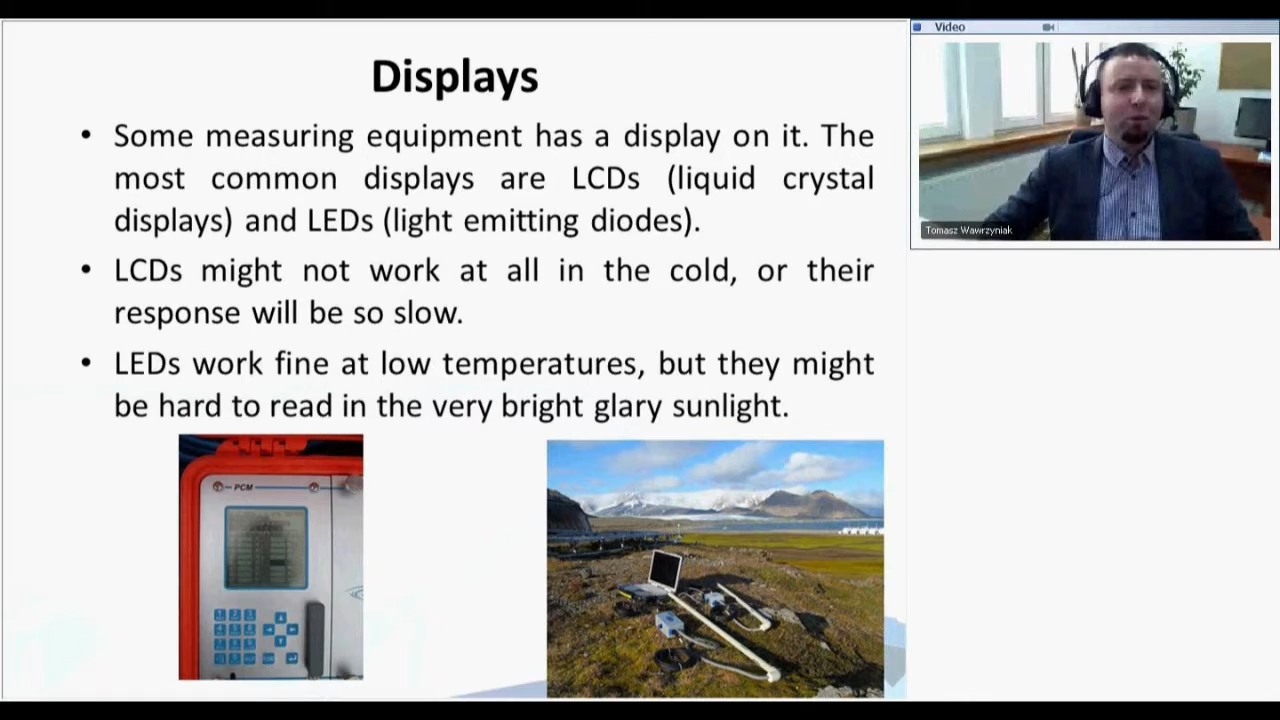 Displays
• Some measuring equipment has a display on it. The
most common displays are LCDs (liquid crystal
displays) and LEDs (light emitting diodes).
• LCDs might not work at all in the cold, or their
response will be so slow.
• LEDs work fine at low temperatures, but they might
be hard to read in the very bright glary sunlight.
PCM
Video
Tomasz Wawrzyniak